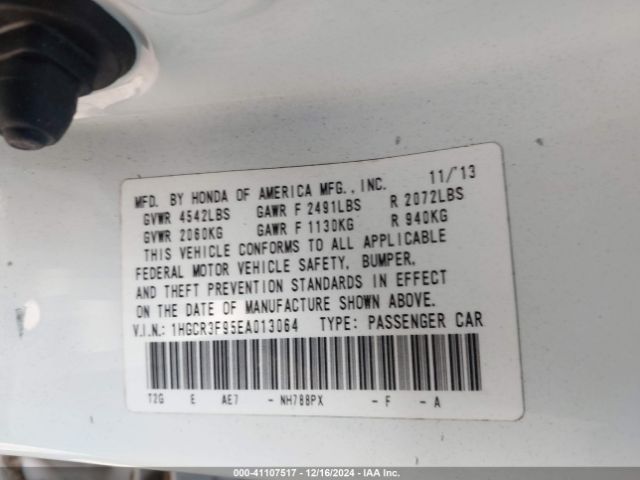 MFD. BY HONDA OF AMERICA MFG., INC. 11/'13
GVWR 4542LBS GAWR F 2491LBS R 2072LBS
GVWR 2060KG GAWR F 1130KG R 940KG
THIS VEHICLE CONFORMS TO ALL APPLICABLE
FEDERAL MOTOR VEHICLE SAFETY, BUMPER,
AND THEFT PREVENTION STANDARDS IN EFFECT
ON THE DATE OF MANUFACTURE SHOWN ABOVE.
V.I.N.: 1HGCR3F95EA013064 TYPE: PASSENGER CAR
T2G E AE7 - NH788PX - F - A
000-41107517 - 12/16/2024 - IAA Inc.